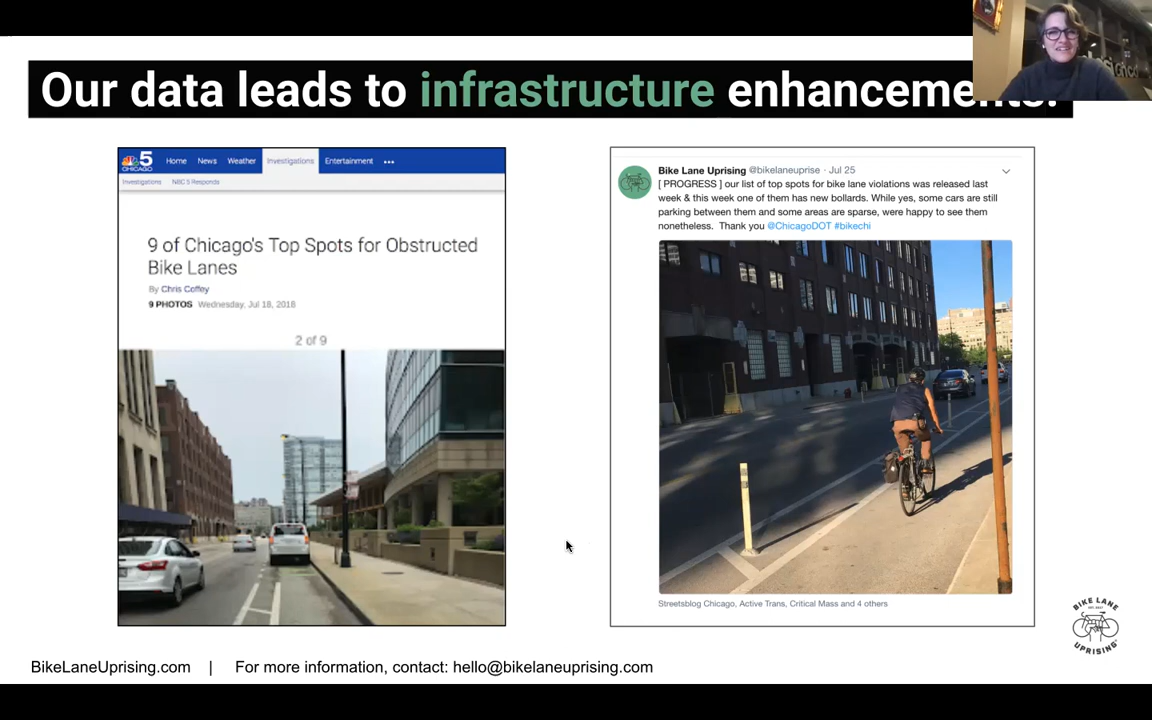 Our data leads to infrastructure enhancements!
NBC 5 CHICAGO
Home News Weather Investigations Entertainment •••
Investigations NBC 5 Responds
9 of Chicago's Top Spots for Obstructed
Bike Lanes
By Chris Coffey
9 PHOTOS Wednesday, Jul 18, 2018
2 of 9
Bike Lane Uprising @bikelaneuprise · Jul 25
[ PROGRESS ] our list of top spots for bike lane violations was released last
week & this week one of them has new bollards. While yes, some cars are still
parking between them and some areas are sparse, were happy to see them
nonetheless. Thank you @ChicagoDOT #bikechi
Streetsblog Chicago, Active Trans, Critical Mass and 4 others
BIKE LANE
EST. 2017
UPRISING
BikeLaneUprising.com | For more information, contact: hello@bikelaneuprising.com